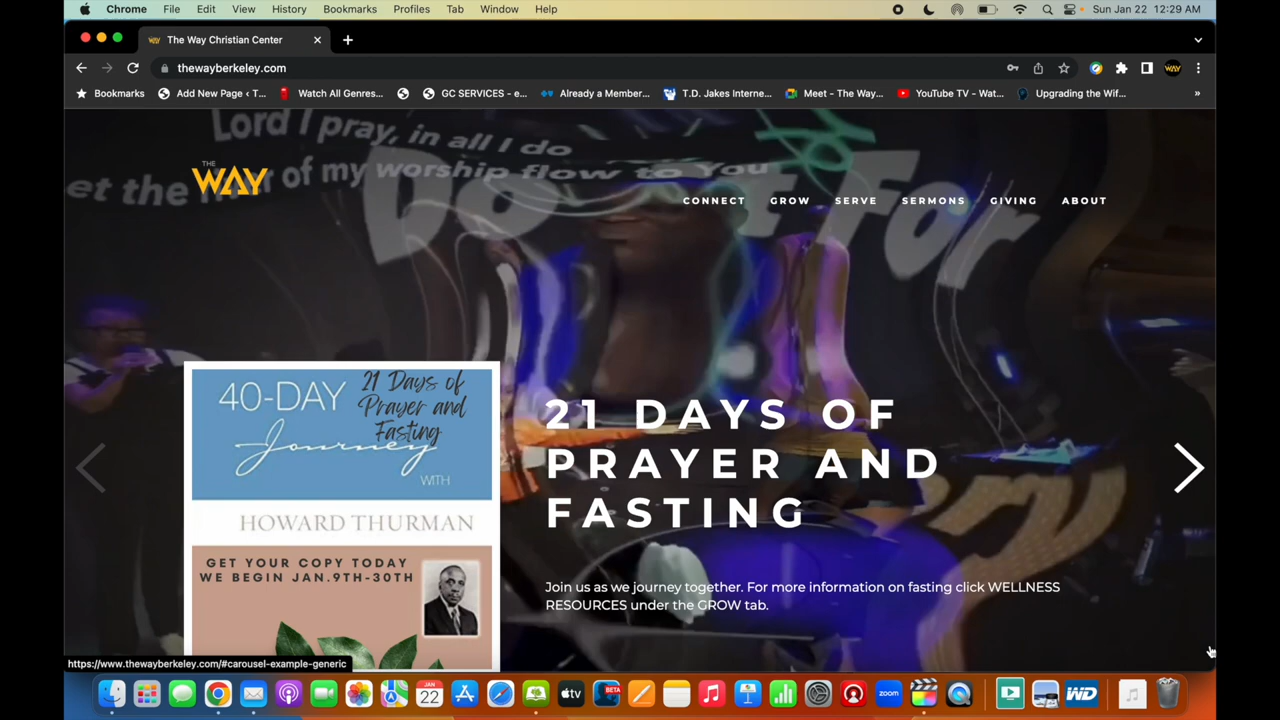 Chrome File Edit View History Bookmarks Profiles Tab Window Help Sun Jan 22 12:29 AM
The Way Christian Center
thewayberkeley.com
Bookmarks Add New Page ‹ T... Watch All Genres... GC SERVICES - e... Already a Member... T.D. Jakes Interne... Meet - The Way... YouTube TV - Wat... Upgrading the Wif... »
Lord I pray, in all I do
et the of my worship flow to You
Do For
THE
WAY
CONNECT GROW SERVE SERMONS GIVING ABOUT
40-DAY
21 Days of
Prayer and
Fasting
Journey
WITH
HOWARD THURMAN
GET YOUR COPY TODAY
WE BEGIN JAN.9TH-30TH
21 DAYS OF
PRAYER AND
FASTING
Join us as we journey together. For more information on fasting click WELLNESS
RESOURCES under the GROW tab.
https://www.thewayberkeley.com/#carousel-example-generic
JAN
22
tv
BETA
zoom
WD